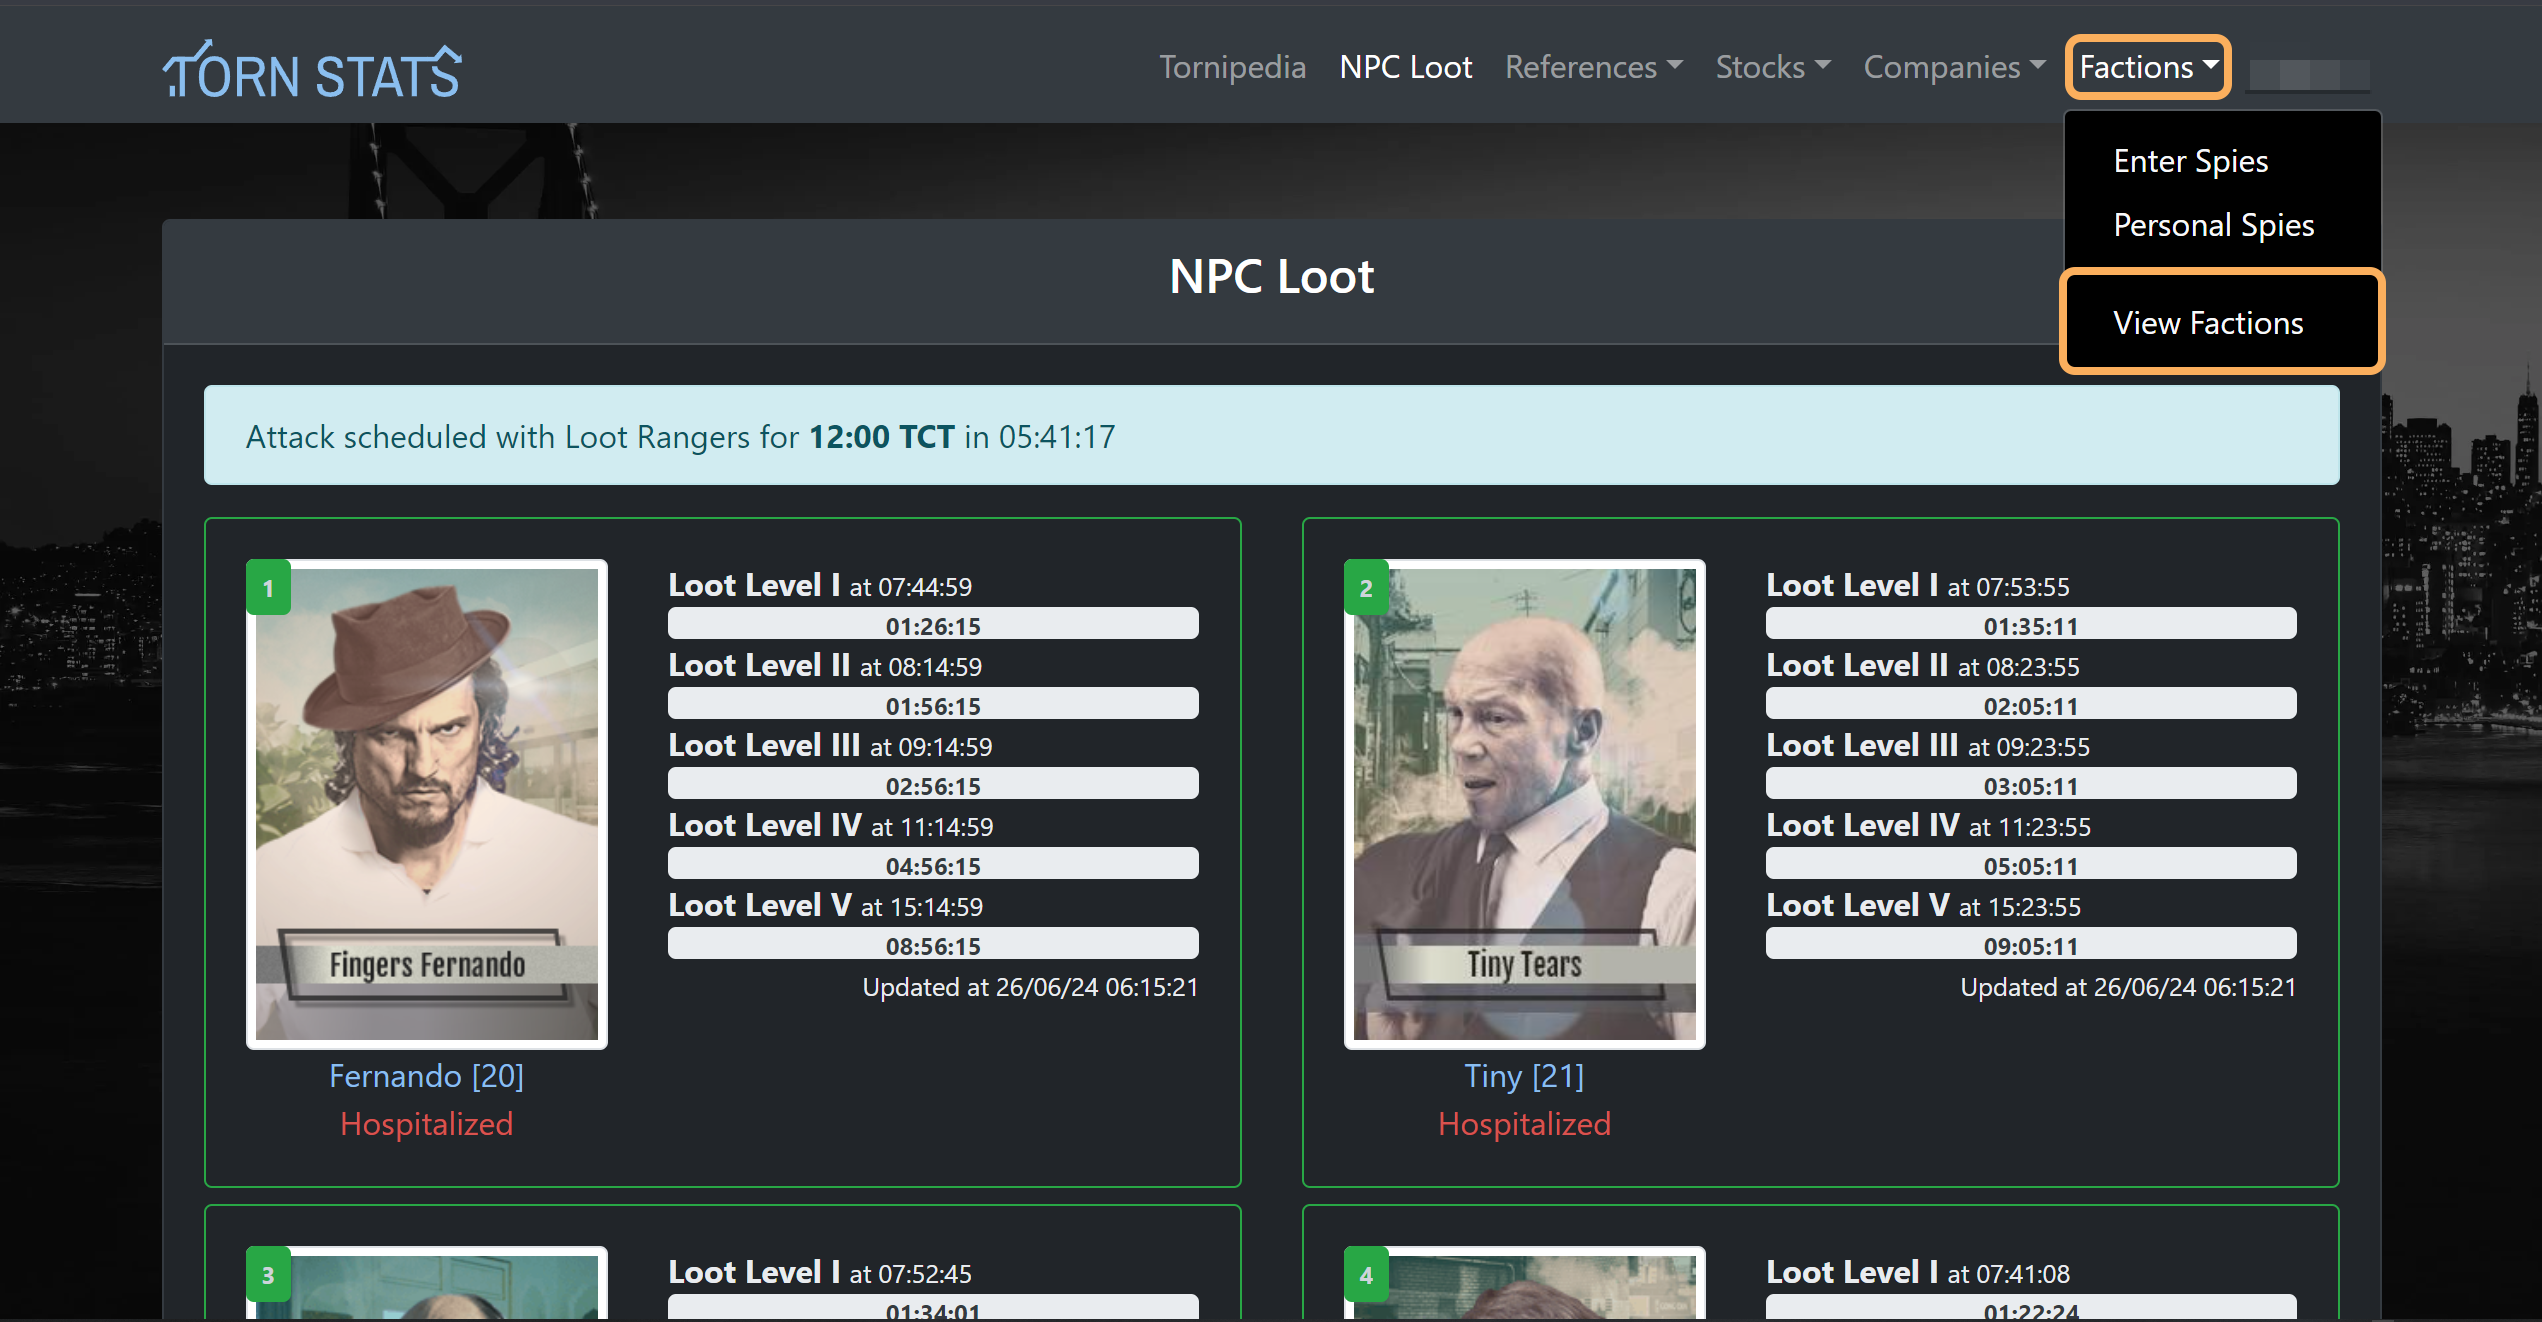 TORN STATS
Tornipedia NPC Loot References Stocks Companies Factions
Enter Spies
Personal Spies
View Factions
NPC Loot
Attack scheduled with Loot Rangers for 12:00 TCT in 05:41:17
1
Fingers Fernando
Fernando [20]
Hospitalized
Loot Level I at 07:44:59
01:26:15
Loot Level II at 08:14:59
01:56:15
Loot Level III at 09:14:59
02:56:15
Loot Level IV at 11:14:59
04:56:15
Loot Level V at 15:14:59
08:56:15
Updated at 26/06/24 06:15:21
2
Tiny Tears
Tiny [21]
Hospitalized
Loot Level I at 07:53:55
01:35:11
Loot Level II at 08:23:55
02:05:11
Loot Level III at 09:23:55
03:05:11
Loot Level IV at 11:23:55
05:05:11
Loot Level V at 15:23:55
09:05:11
Updated at 26/06/24 06:15:21
3
Loot Level I at 07:52:45
01:34:01
4
Loot Level I at 07:41:08
01:22:24